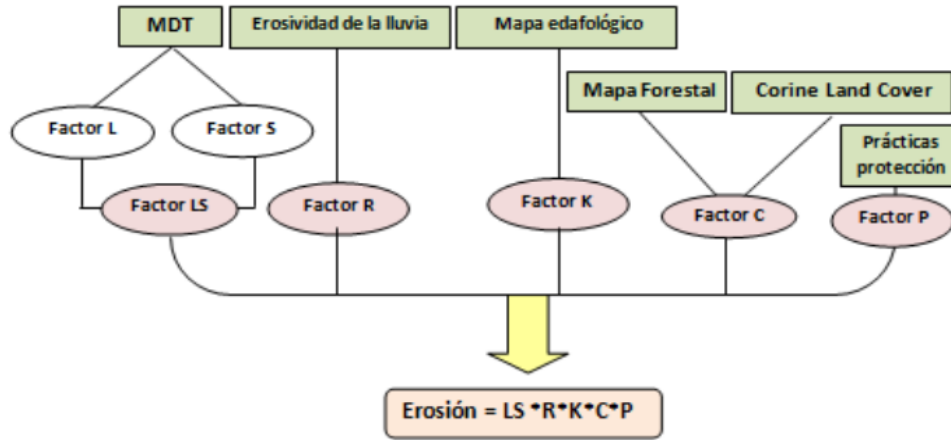 MDT
Erosividad de la lluvia
Mapa edafológico
Mapa Forestal
Corine Land Cover
Factor L
Factor S
Prácticas
protección
Factor LS
Factor R
Factor K
Factor C
Factor P
Erosión = LS *R*K*C*P